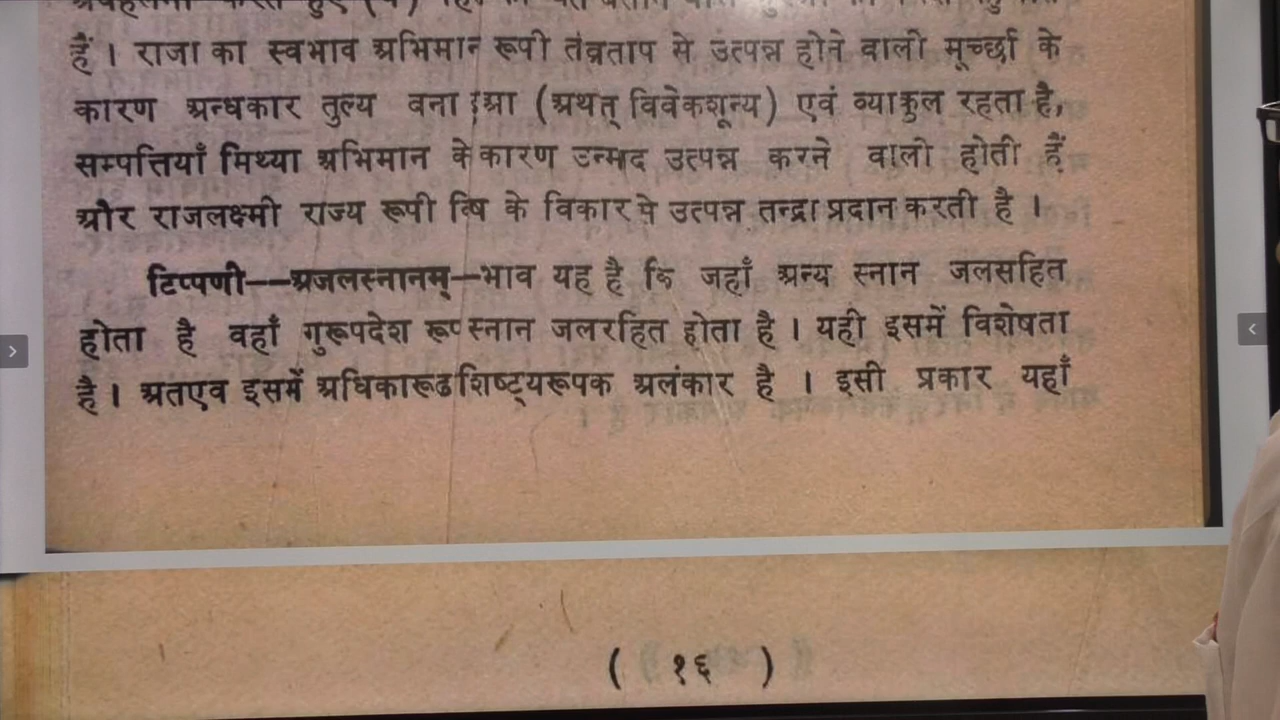 हैं । राजा का स्वभाव अभिमान रूपी तीव्रताप से उत्पन्न होने वाली मूर्च्छा के
कारण अन्धकार तुल्य बना हुआ (अर्थात् विवेकशून्य) एवं व्याकुल रहता है,
सम्पत्तियाँ मिथ्या अभिमान के कारण उन्माद उत्पन्न करने वाली होती हैं
और राजलक्ष्मी राज्य रूपी विष के विकार से उत्पन्न तन्द्रा प्रदान करती है ।
टिप्पणी—–अजलस्नानम्—भाव यह है कि जहाँ अन्य स्नान जलसहित
होता है वहाँ गुरूपदेश रूप स्नान जलरहित होता है । यही इसमें विशेषता
है । अतएव इसमें अधिकारूढशिष्ट्यरूपक अलंकार है । इसी प्रकार यहाँ
( १६ )